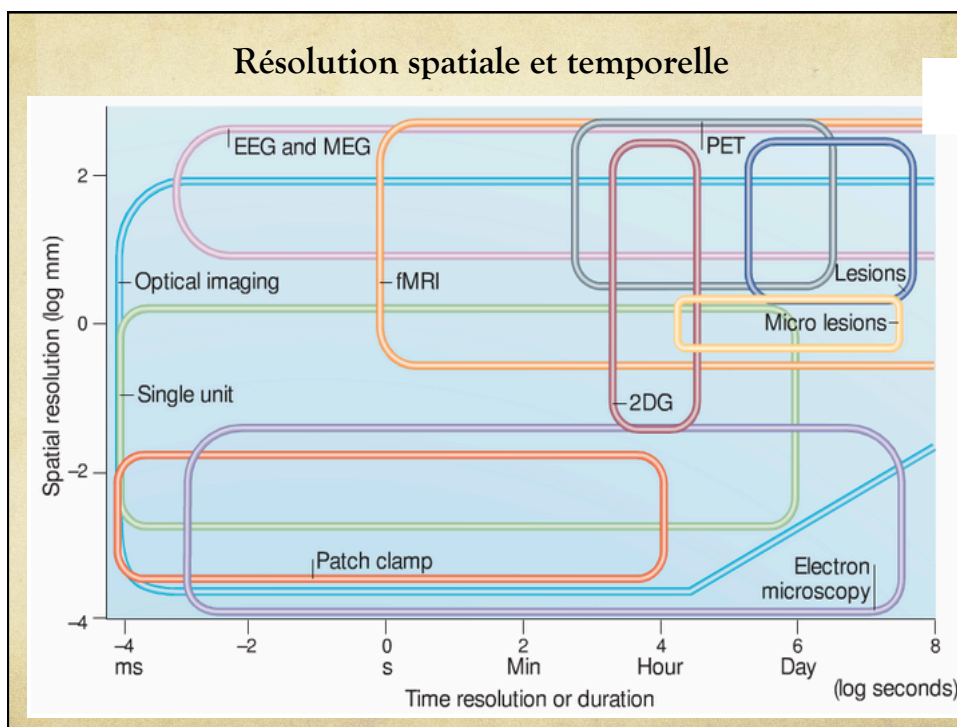 Résolution spatiale et temporelle
EEG and MEG
PET
2
Optical imaging
fMRI
Lesions
0
Micro lesions
Single unit
2DG
–2
Patch clamp
Electron
microscopy
–4
Spatial resolution (log mm)
–4 –2 0 2 4 6 8
ms s Min Hour Day
(log seconds)
Time resolution or duration